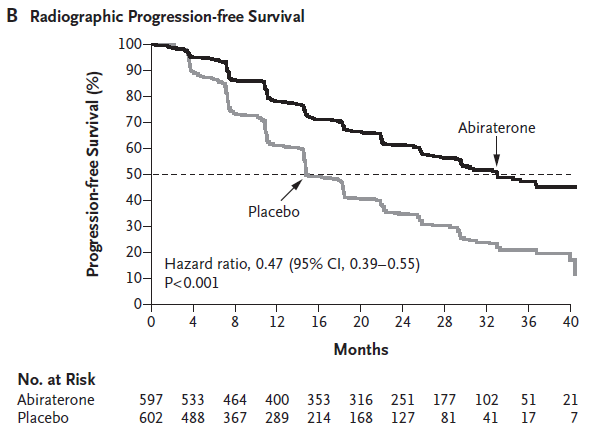 B Radiographic Progression-free Survival
Progression-free Survival (%)
100
90
80
70
60
50
40
30
20
10
0
Abiraterone
Placebo
Hazard ratio, 0.47 (95% CI, 0.39–0.55)
P<0.001
0 4 8 12 16 20 24 28 32 36 40
Months
No. at Risk
Abiraterone 597 533 464 400 353 316 251 177 102 51 21
Placebo 602 488 367 289 214 168 127 81 41 17 7